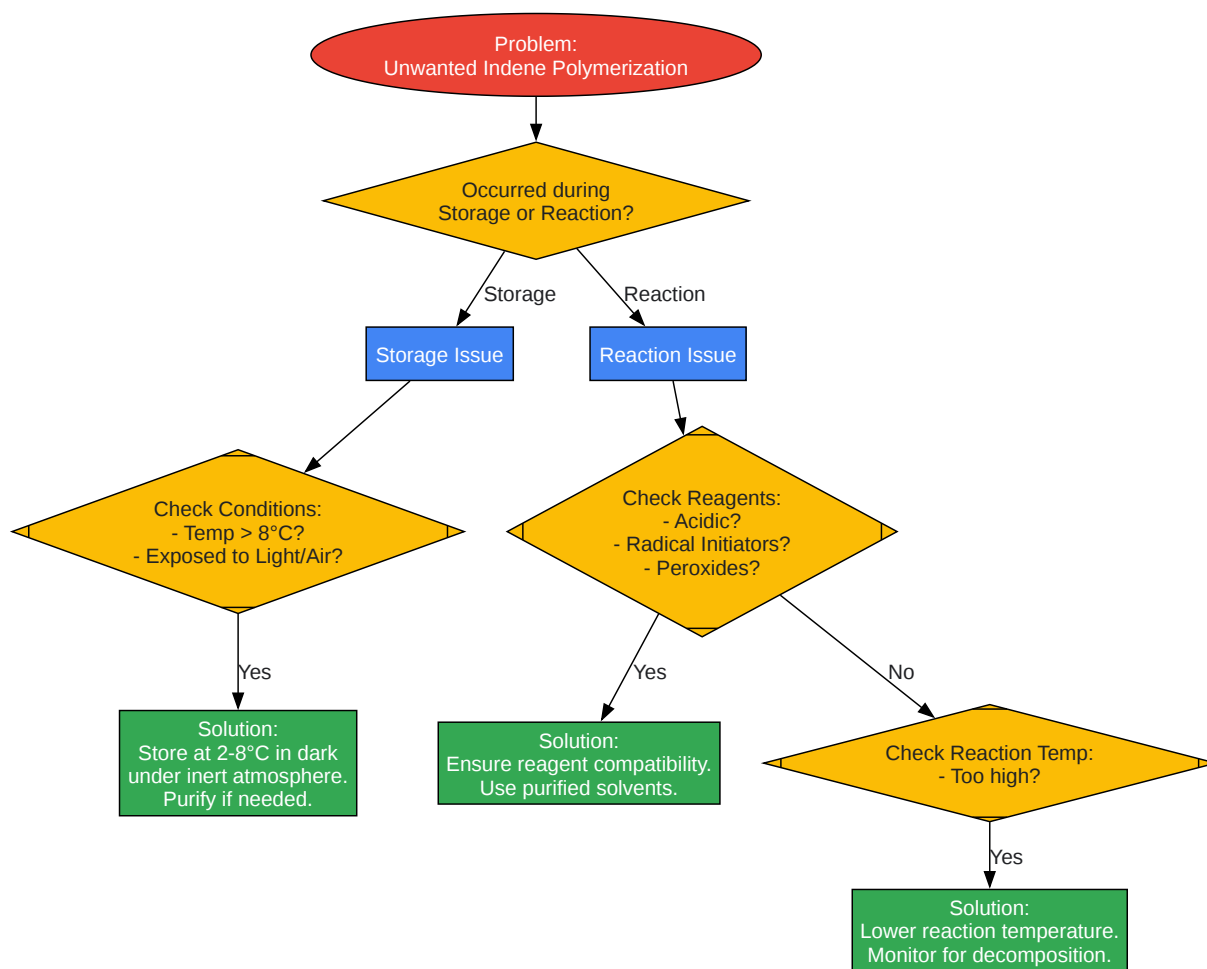 Problem:
Unwanted Indene Polymerization
Occurred during
Storage or Reaction?
Storage
Reaction
Storage Issue
Reaction Issue
Check Conditions:
- Temp > 8°C?
- Exposed to Light/Air?
Check Reagents:
- Acidic?
- Radical Initiators?
- Peroxides?
Yes
Yes
No
Solution:
Store at 2-8°C in dark
under inert atmosphere.
Purify if needed.
Solution:
Ensure reagent compatibility.
Use purified solvents.
Check Reaction Temp:
- Too high?
Yes
Solution:
Lower reaction temperature.
Monitor for decomposition.